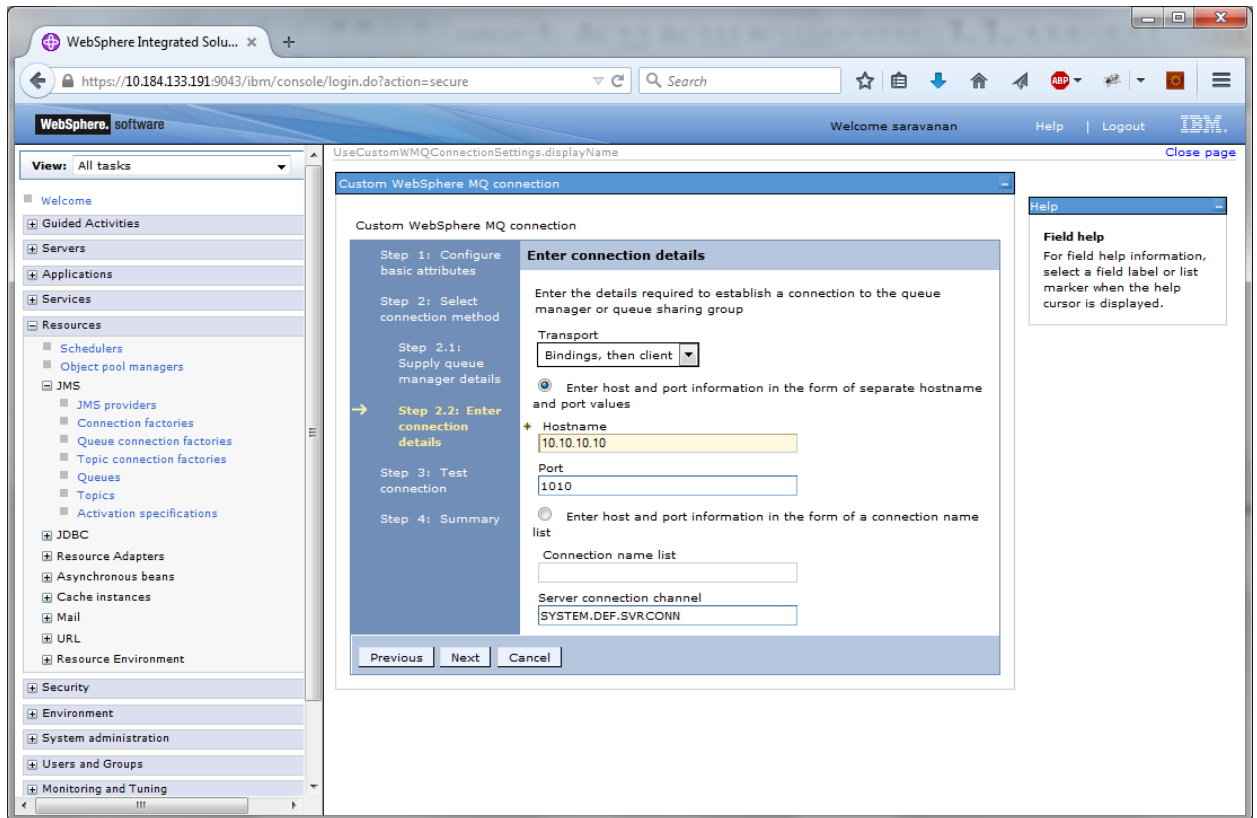 WebSphere Integrated Solu... × +
https://10.184.133.191:9043/ibm/console/login.do?action=secure
Search
ABP
WebSphere. software
Welcome saravanan
Help | Logout
IBM.
View: All tasks
Welcome
Guided Activities
Servers
Applications
Services
Resources
Schedulers
Object pool managers
JMS
JMS providers
Connection factories
Queue connection factories
Topic connection factories
Queues
Topics
Activation specifications
JDBC
Resource Adapters
Asynchronous beans
Cache instances
Mail
URL
Resource Environment
Security
Environment
System administration
Users and Groups
Monitoring and Tuning
UseCustomWMQConnectionSettings.displayName
Close page
Custom WebSphere MQ connection
Custom WebSphere MQ connection
Step 1: Configure
basic attributes
Step 2: Select
connection method
Step 2.1:
Supply queue
manager details
Step 2.2: Enter
connection
details
Step 3: Test
connection
Step 4: Summary
Enter connection details
Enter the details required to establish a connection to the queue
manager or queue sharing group
Transport
Bindings, then client
Enter host and port information in the form of separate hostname
and port values
* Hostname
10.10.10.10
Port
1010
Enter host and port information in the form of a connection name
list
Connection name list
Server connection channel
SYSTEM.DEF.SVRCONN
Previous Next Cancel
Help
Field help
For field help information,
select a field label or list
marker when the help
cursor is displayed.